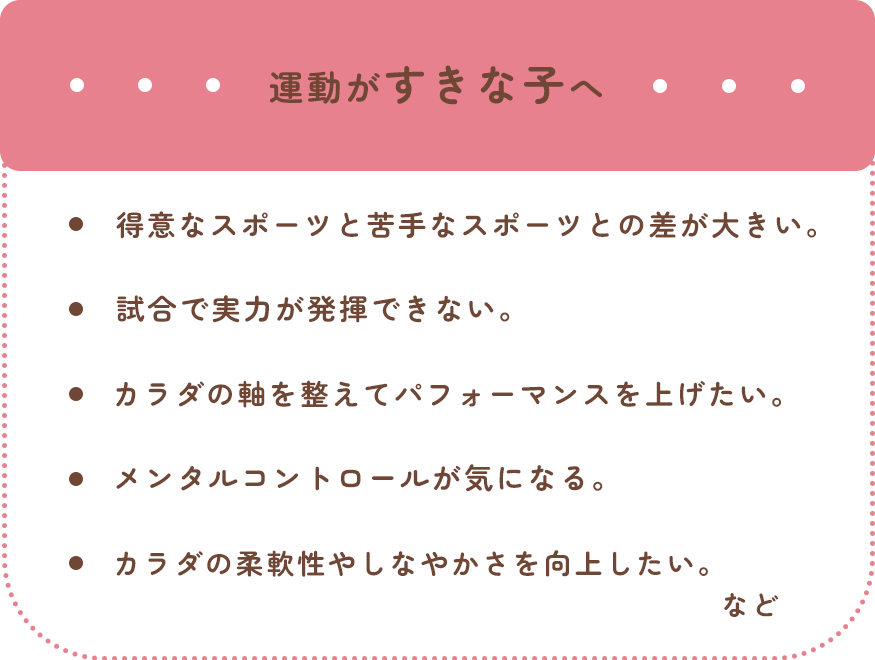 運動がすきな子へ
● 得意なスポーツと苦手なスポーツとの差が大きい。
● 試合で実力が発揮できない。
● カラダの軸を整えてパフォーマンスを上げたい。
● メンタルコントロールが気になる。
● カラダの柔軟性やしなやかさを向上したい。
など